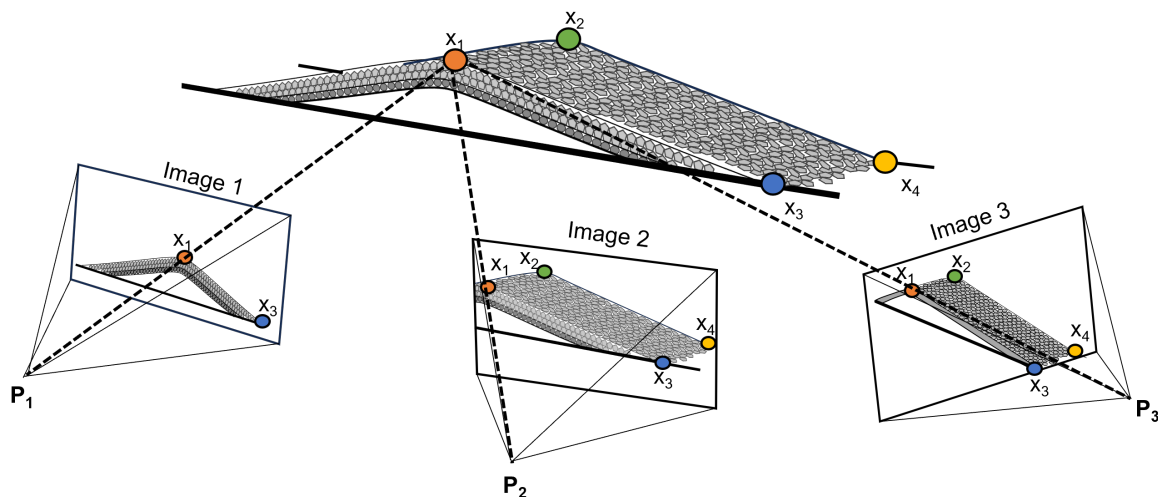 x₁
x₂
x₃
x₄
Image 1
x₁
x₃
P₁
Image 2
x₁
x₂
x₃
x₄
P₂
Image 3
x₁
x₂
x₃
x₄
P₃